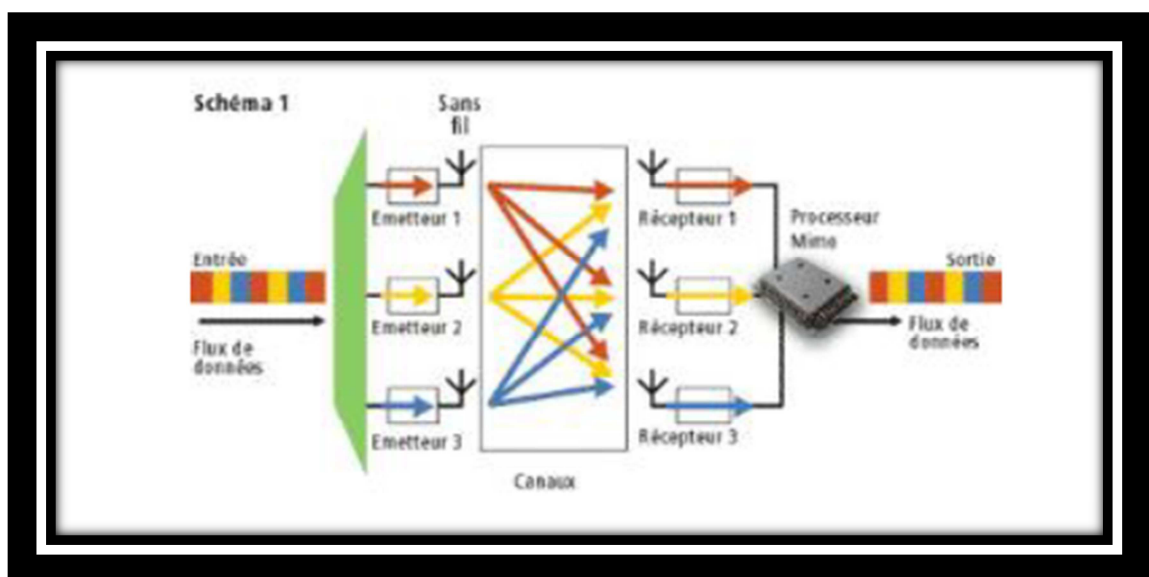 Schéma 1
Sans
fil
Emetteur 1
Récepteur 1
Processeur
Mimo
Entrée
Sortie
Emetteur 2
Récepteur 2
Flux de
données
Flux de
données
Emetteur 3
Récepteur 3
Canaux